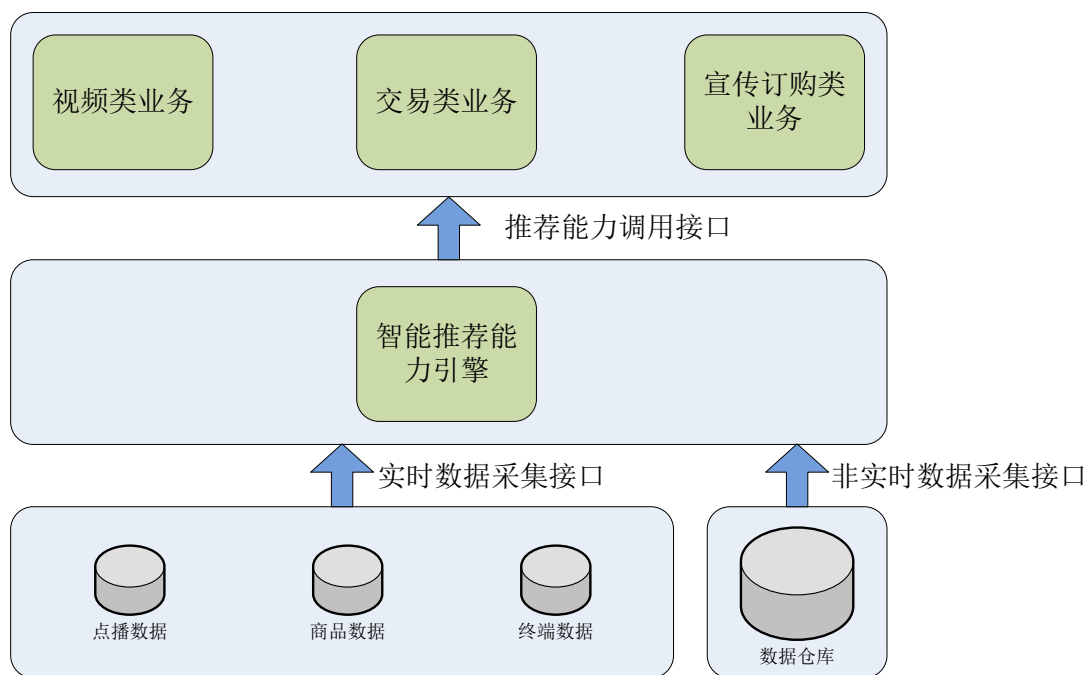 视频类业务
交易类业务
宣传订购类
业务
推荐能力调用接口
智能推荐能
力引擎
实时数据采集接口
非实时数据采集接口
点播数据
商品数据
终端数据
数据仓库